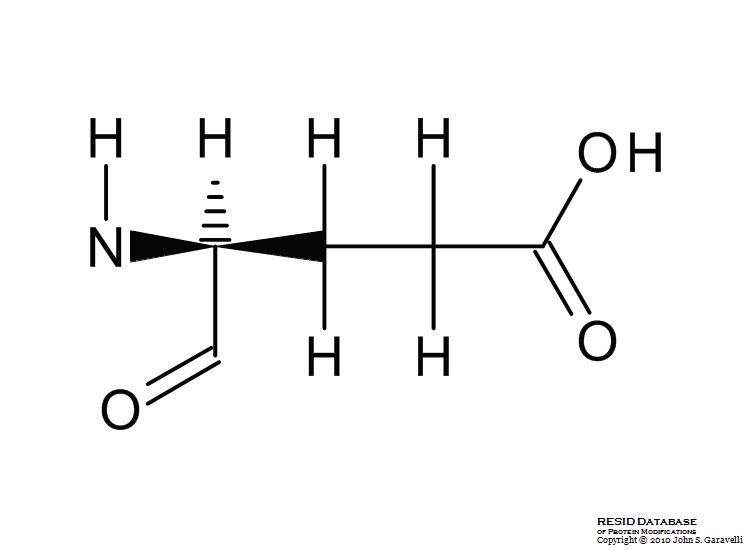 H H H H OH
N
H H O
O
RESID DATABASE
OF PROTEIN MODIFICATIONS
Copyright © 2010 John S. Garavelli